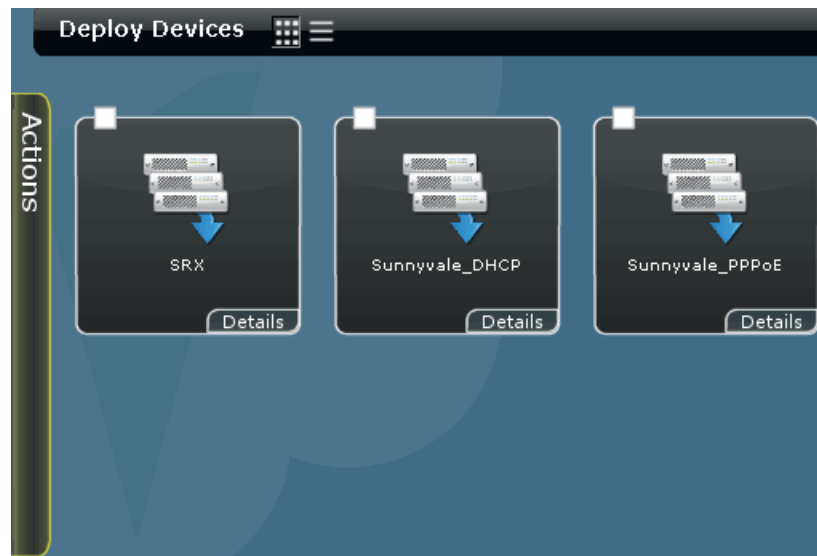 Deploy Devices
Actions
SRX
Sunnyvale_DHCP
Sunnyvale_PPPoE
Details
Details
Details